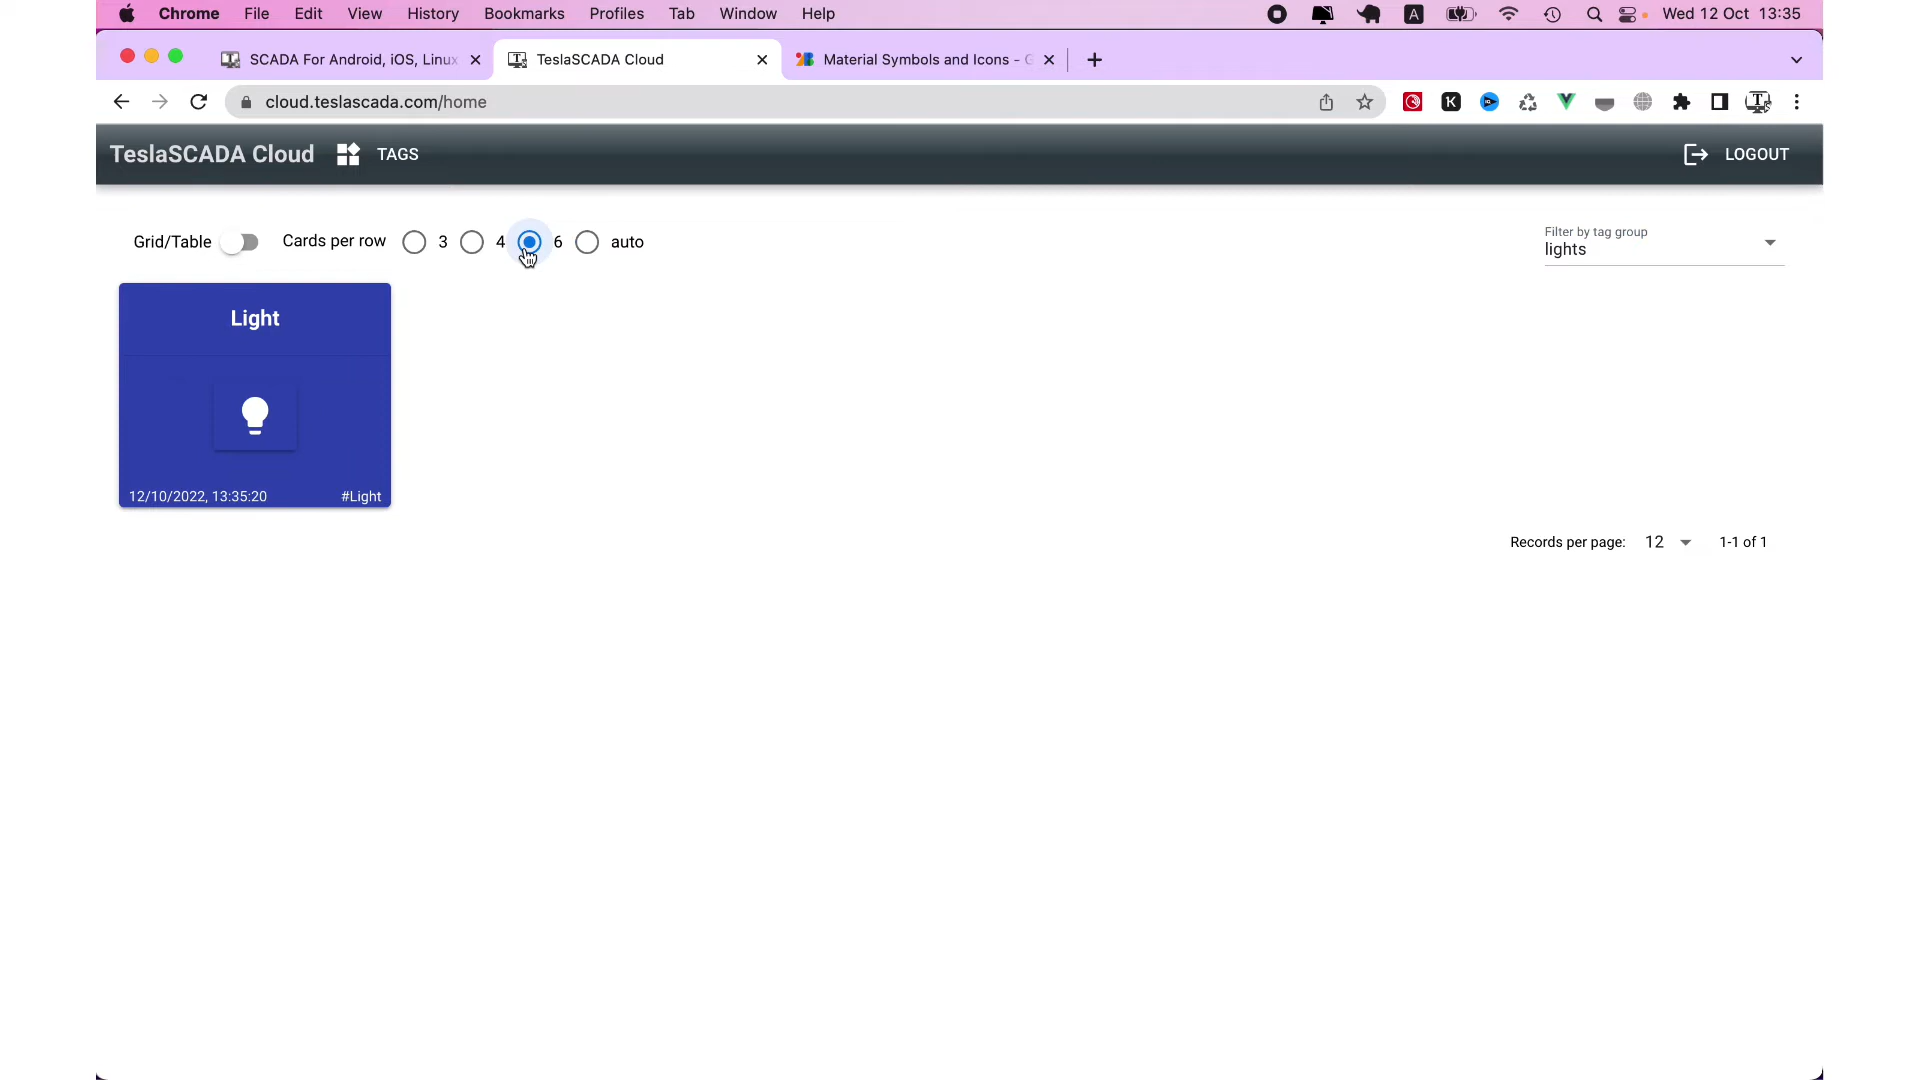 Chrome File Edit View History Bookmarks Profiles Tab Window Help A Wed 12 Oct 13:35
SCADA For Android, iOS, Linux TeslaSCADA Cloud Material Symbols and Icons - G
cloud.teslascada.com/home
TeslaSCADA Cloud TAGS LOGOUT
Grid/Table Cards per row 3 4 6 auto
Filter by tag group
lights
Light
12/10/2022, 13:35:20 #Light
Records per page: 12 1-1 of 1